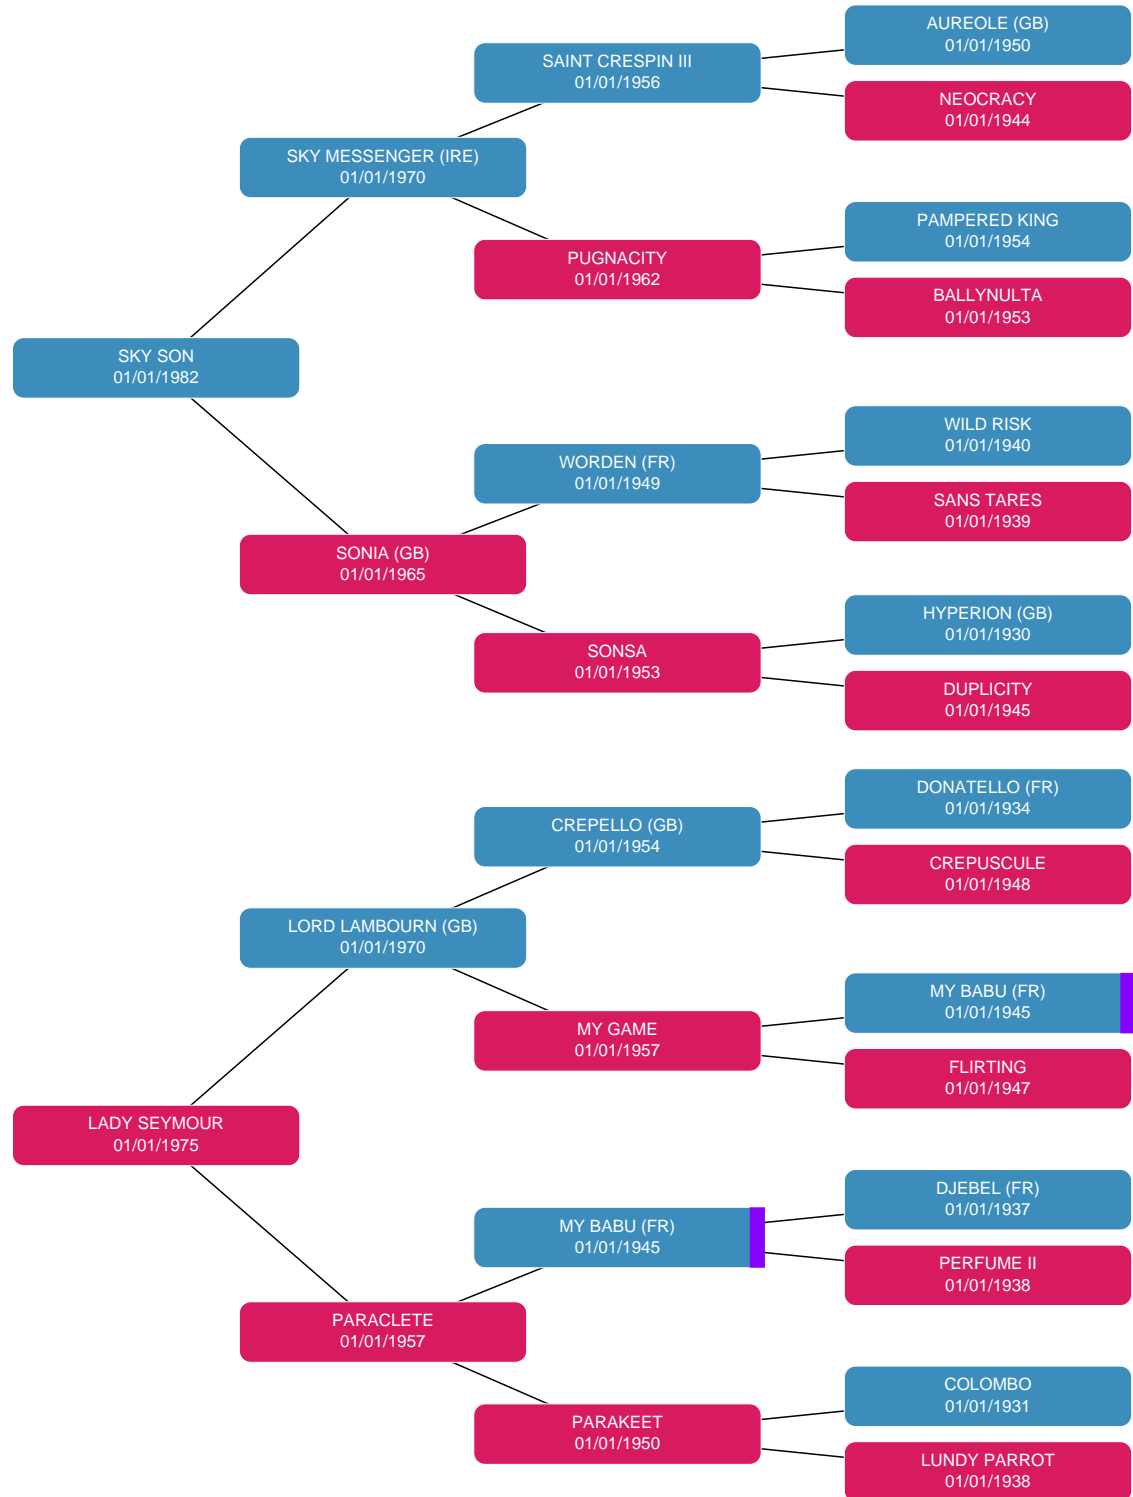 AUREOLE (GB)
01/01/1950
SAINT CRESPIN III
01/01/1956
NEOCRACY
01/01/1944
SKY MESSENGER (IRE)
01/01/1970
PAMPERED KING
01/01/1954
PUGNACITY
01/01/1962
BALLYNULTA
01/01/1953
SKY SON
01/01/1982
WILD RISK
01/01/1940
WORDEN (FR)
01/01/1949
SANS TARES
01/01/1939
SONIA (GB)
01/01/1965
HYPERION (GB)
01/01/1930
SONSA
01/01/1953
DUPLICITY
01/01/1945
DONATELLO (FR)
01/01/1934
CREPELLO (GB)
01/01/1954
CREPUSCULE
01/01/1948
LORD LAMBOURN (GB)
01/01/1970
MY BABU (FR)
01/01/1945
MY GAME
01/01/1957
FLIRTING
01/01/1947
LADY SEYMOUR
01/01/1975
DJEBEL (FR)
01/01/1937
MY BABU (FR)
01/01/1945
PERFUME II
01/01/1938
PARACLETE
01/01/1957
COLOMBO
01/01/1931
PARAKEET
01/01/1950
LUNDY PARROT
01/01/1938